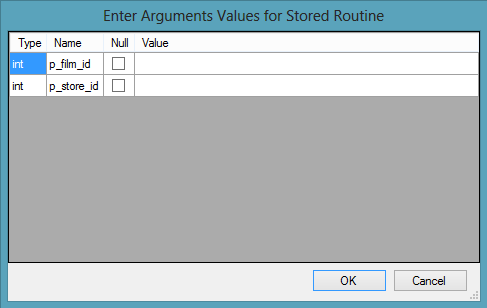 Enter Arguments Values for Stored Routine
Type Name Null Value
int p_film_id
int p_store_id
OK Cancel